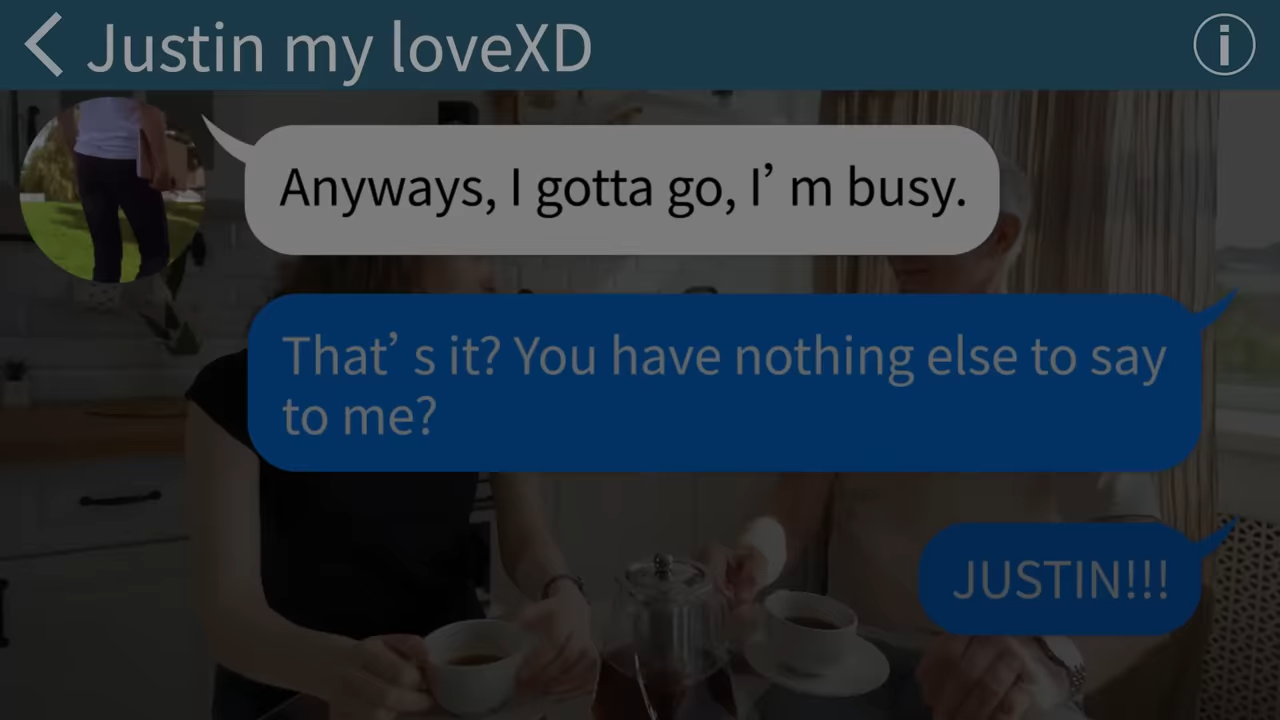 Justin my loveXD
Anyways, I gotta go, I’m busy.
That’s it? You have nothing else to say
to me?
JUSTIN!!!